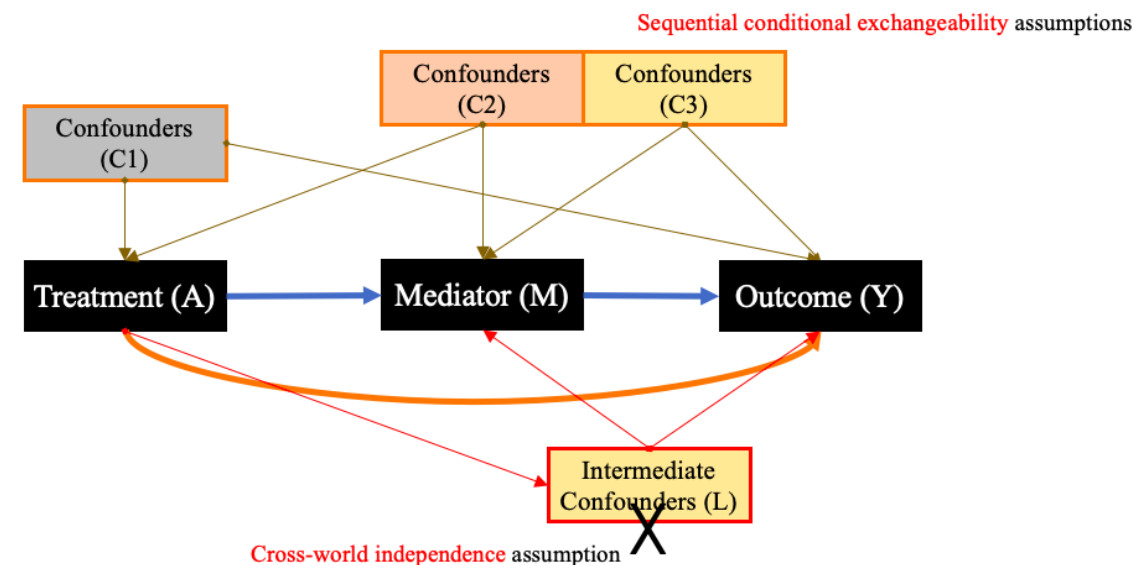 Sequential conditional exchangeability assumptions
Confounders
(C2)
Confounders
(C3)
Confounders
(C1)
Treatment (A)
Mediator (M)
Outcome (Y)
Intermediate
Confounders (L)
X
Cross-world independence assumption